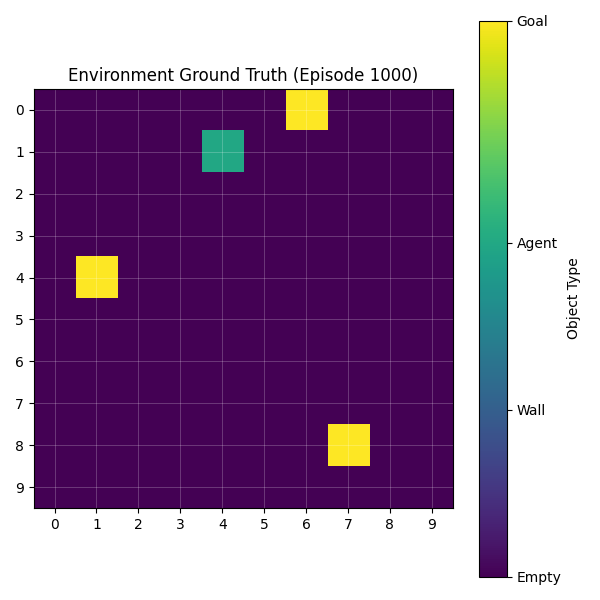 Environment Ground Truth (Episode 1000)
0
1
2
3
4
5
6
7
8
9
0 1 2 3 4 5 6 7 8 9
Goal
Agent
Wall
Empty
Object Type